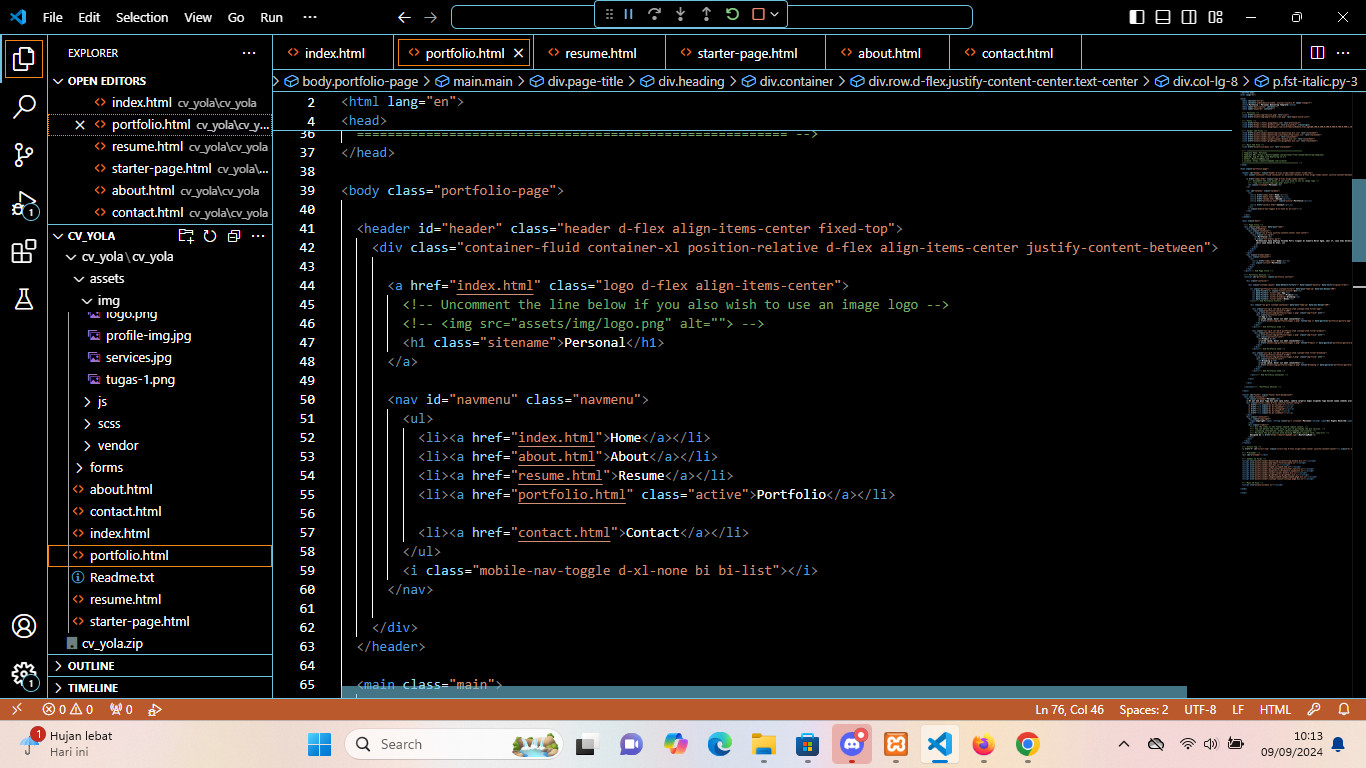 File Edit Selection View Go Run ···
EXPLORER ···
OPEN EDITORS
index.html cv_yola\cv_yola
portfolio.html cv_yola\cv_y...
resume.html cv_yola\cv_yola
starter-page.html cv_yola\...
about.html cv_yola\cv_yola
contact.html cv_yola\cv_yola
CV_YOLA
cv_yola \ cv_yola
assets
img
logo.png
profile-img.jpg
services.jpg
tugas-1.png
js
scss
vendor
forms
about.html
contact.html
index.html
portfolio.html
Readme.txt
resume.html
starter-page.html
cv_yola.zip
OUTLINE
TIMELINE
1
1
index.html portfolio.html resume.html starter-page.html about.html contact.html
body.portfolio-page > main.main > div.page-title > div.heading > div.container > div.row.d-flex.justify-content-center.text-center > div.col-lg-8 > p.fst-italic.py-3
2 <html lang="en">
4 <head>
36 ======================================================== -->
37 </head>
38
39 <body class="portfolio-page">
40
41 <header id="header" class="header d-flex align-items-center fixed-top">
42 <div class="container-fluid container-xl position-relative d-flex align-items-center justify-content-between">
43
44 <a href="index.html" class="logo d-flex align-items-center">
45 <!-- Uncomment the line below if you also wish to use an image logo -->
46 <!-- <img src="assets/img/logo.png" alt=""> -->
47 <h1 class="sitename">Personal</h1>
48 </a>
49
50 <nav id="navmenu" class="navmenu">
51 <ul>
52 <li><a href="index.html">Home</a></li>
53 <li><a href="about.html">About</a></li>
54 <li><a href="resume.html">Resume</a></li>
55 <li><a href="portfolio.html" class="active">Portfolio</a></li>
56
57 <li><a href="contact.html">Contact</a></li>
58 </ul>
59 <i class="mobile-nav-toggle d-xl-none bi bi-list"></i>
60 </nav>
61
62 </div>
63 </header>
64
65 <main class="main">
0 0 0 Ln 76, Col 46 Spaces: 2 UTF-8 LF HTML
1 Hujan lebat
Hari ini
Search
10:13
09/09/2024